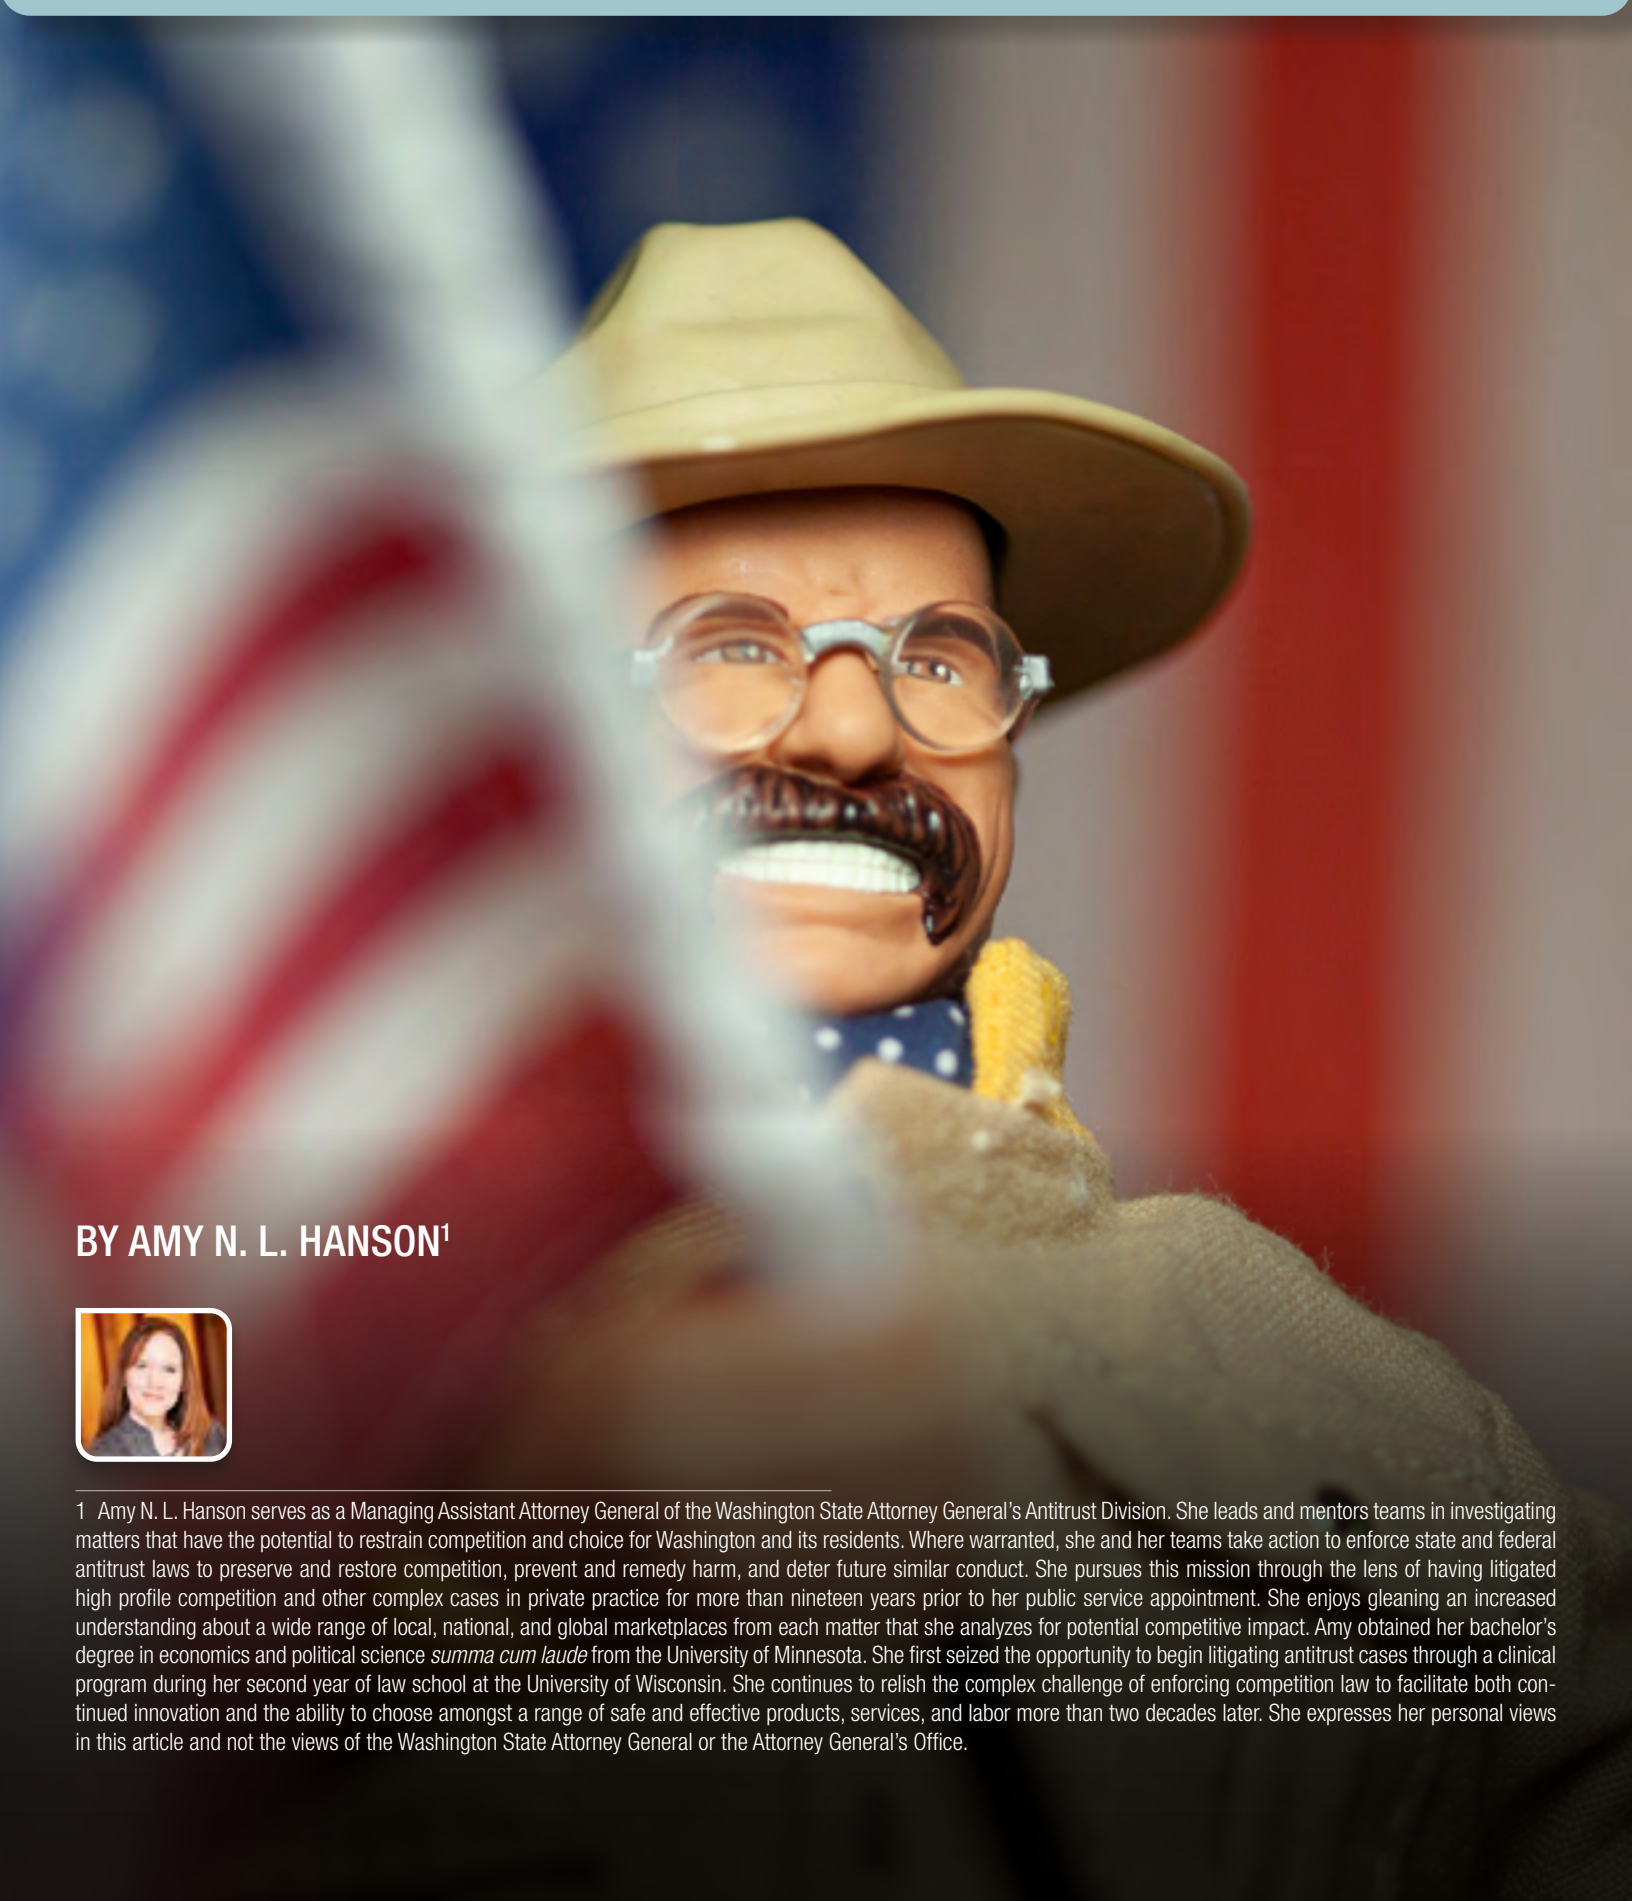 BY AMY N. L. HANSON¹
1 Amy N. L. Hanson serves as a Managing Assistant Attorney General of the Washington State Attorney General's Antitrust Division. She leads and mentors teams in investigating
matters that have the potential to restrain competition and choice for Washington and its residents. Where warranted, she and her teams take action to enforce state and federal
antitrust laws to preserve and restore competition, prevent and remedy harm, and deter future similar conduct. She pursues this mission through the lens of having litigated
high profile competition and other complex cases in private practice for more than nineteen years prior to her public service appointment. She enjoys gleaning an increased
understanding about a wide range of local, national, and global marketplaces from each matter that she analyzes for potential competitive impact. Amy obtained her bachelor's
degree in economics and political science summa cum laude from the University of Minnesota. She first seized the opportunity to begin litigating antitrust cases through a clinical
program during her second year of law school at the University of Wisconsin. She continues to relish the complex challenge of enforcing competition law to facilitate both con-
tinued innovation and the ability to choose amongst a range of safe and effective products, services, and labor more than two decades later. She expresses her personal views
in this article and not the views of the Washington State Attorney General or the Attorney General's Office.